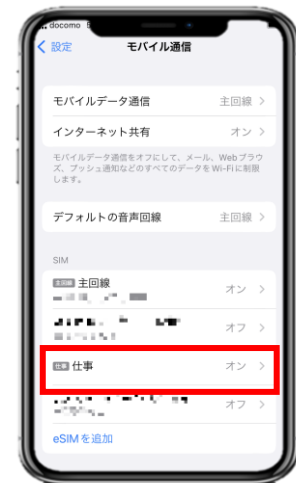 docomo
設定
モバイル通信
モバイルデータ通信 主回線
インターネット共有 オン
モバイルデータ通信をオフにして、メール、Webブラウ
ズ、プッシュ通知などのすべてのデータをWi-Fiに制限
します。
デフォルトの音声回線 主回線
SIM
主回線 主回線 オン
オフ
仕事 仕事 オン
オフ
eSIMを追加